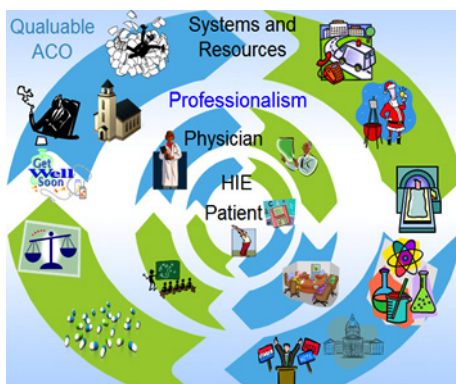 Qualuable
ACO
Systems and
Resources
Professionalism
Physician
HIE
Patient
Get
Well
Soon